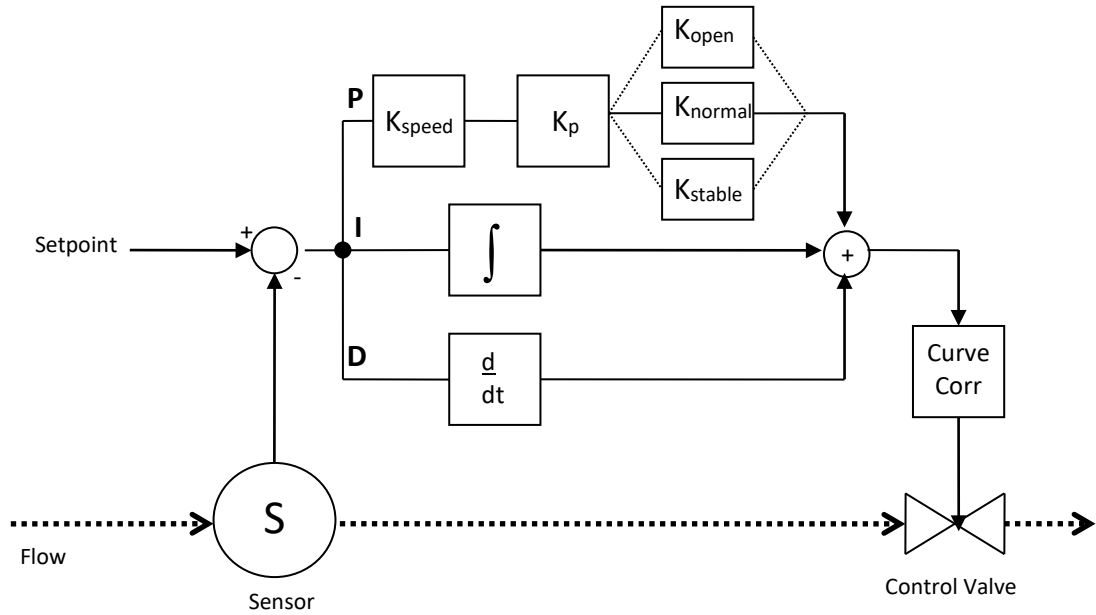 Kopen
P
Kspeed
Kp
Knormal
Kstable
Setpoint
+
-
I
∫
+
D
d
dt
Curve
Corr
S
Flow
Sensor
Control Valve